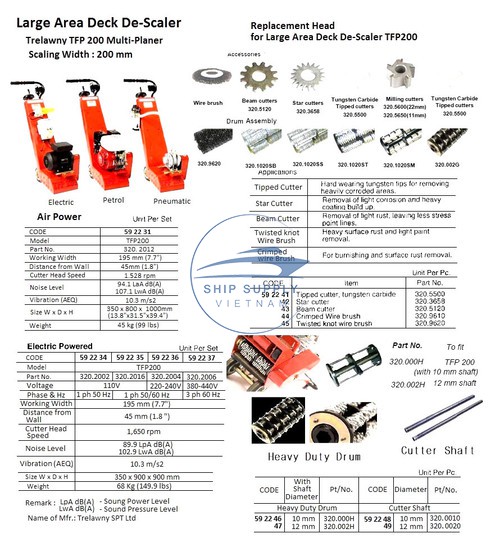 Large Area Deck De-Scaler
Trelawny TFP 200 Multi-Planer
Scaling Width : 200 mm
Electric
Petrol
Pneumatic
Air Power
Unit Per Set
CODE 59 22 31
Model TFP200
Part No. 320. 2012
Working Width 195 mm (7.7")
Distance from Wall 45mm (1.8")
Cutter Head Speed 1.528 rpm
Noise Level 94.1 LpA dB(A)
107.1 LwA dB(A)
Vibration (AEQ) 10.3 m/s2
Size W x D x H 350 x 800 x 1000mm
(13.8"x31.5"x39.4")
Weight 45 kg (99 lbs)
Electric Powered
Unit Per Set
CODE 59 22 34 59 22 35 59 22 36 59 22 37
Model TFP200
Part No. 320.2002 320.2016 320.2004 320.2006
Voltage 110V 220-240V 380-440V
Phase & Hz 1 ph 50 Hz 1 ph 50/60 Hz 3 ph 60 Hz
Working Width 195 mm (7.7")
Distance from Wall 45 mm (1.8")
Cutter Head Speed 1,650 rpm
Noise Level 89.9 LpA dB(A)
102.9 LwA dB(A)
Vibration (AEQ) 10.3 m/s2
Size W x D x H 350 x 900 x 900 mm
Weight 68 Kg (149.9 lbs)
Remark : LpA dB(A) - Soung Power Level
LwA dB(A) - Sound Pressure Level
Name of Mfr.: Trelawny SPT Ltd
Replacement Head
for Large Area Deck De-Scaler TFP200
Accessories
Wire brush
Beam cutters
320.5120
Star cutters
320.3658
Tungsten Carbide
Tipped cutters
320.5500
Milling cutters
320.5600(22mm)
320.5650(11mm)
Tungsten Carbide
Tipped cutters
320.5500
Drum Assembly
320.9620
320.1020SB
320.1020SS
320.1020ST
320.1020SM
320.002G
Applications
Tipped Cutter Hard wearing tungsten tips for removing
heavily corroded areas.
Star Cutter Removal of light corrosion and heavy
coating build up.
Beam Cutter Removal of light rust, leaving less stress
paint lines.
Twisted knot Wire Brush Heavy surface rust and light paint
removal.
Crimped Wire Brush For burnishing and surface rust removal.
SHIP SUPPLY
VIETNAM
Unit Per Pc.
CODE Item Part No.
59 22 41 Tipped cutter, tungsten carbide 320.5500
42 Star cutter 320.3658
43 Beam cutter 320.5120
44 Crimped Wire Brush 320.9610
45 Twisted knot wire brush 320.9620
Part No. To fit
320.000H TFP 200
(with 10 mm shaft)
320.002H 12 mm shaft
Heavy Duty Drum
Cutter Shaft
Unit Per Pc.
CODE With Shaft Diameter Pt/No. CODE Diameter Pt/No.
Heavy Duty Drum Cutter Shaft
59 22 46 10 mm 320.000H 59 22 48 10 mm 320.0010
47 12 mm 320.002H 49 12 mm 320.0020